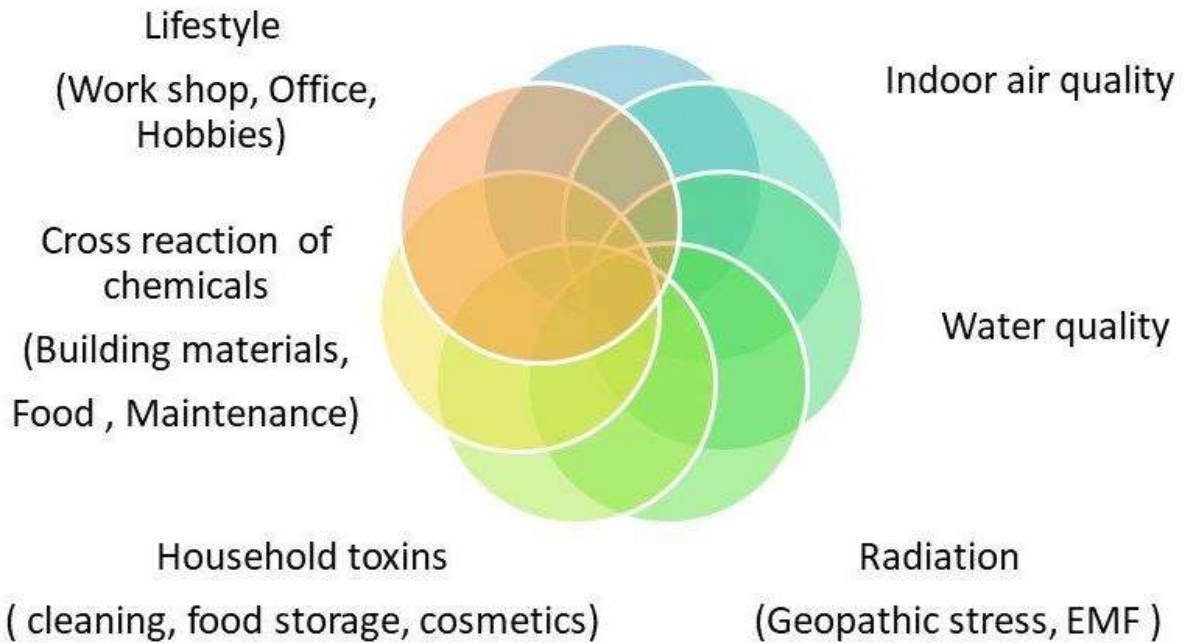 Lifestyle
(Work shop, Office,
Hobbies)
Indoor air quality
Cross reaction of
chemicals
(Building materials,
Food , Maintenance)
Water quality
Household toxins
( cleaning, food storage, cosmetics)
Radiation
(Geopathic stress, EMF )